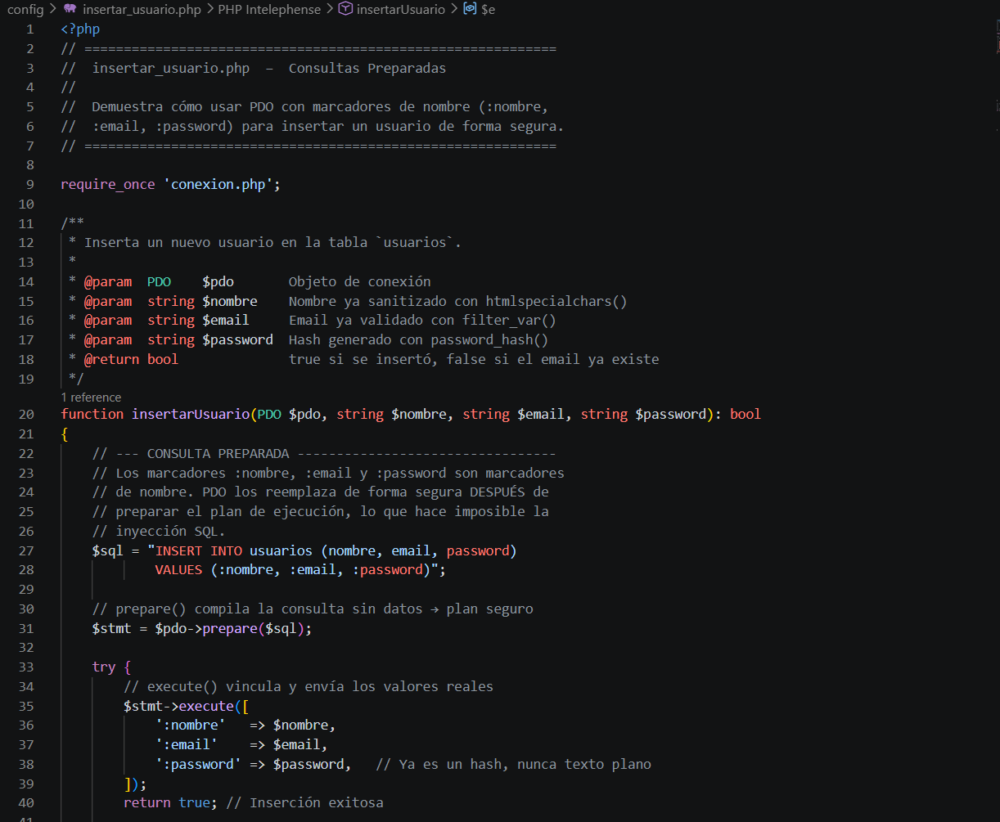 config > insertar_usuario.php > PHP Intelephense > insertarUsuario > $e
1 <?php
2 // ============================================================
3 //  insertar_usuario.php  –  Consultas Preparadas
4 //
5 //  Demuestra cómo usar PDO con marcadores de nombre (:nombre,
6 //  :email, :password) para insertar un usuario de forma segura.
7 // ============================================================
8
9 require_once 'conexion.php';
10
11 /**
12  * Inserta un nuevo usuario en la tabla `usuarios`.
13  *
14  * @param  PDO    $pdo       Objeto de conexión
15  * @param  string $nombre    Nombre ya sanitizado con htmlspecialchars()
16  * @param  string $email     Email ya validado con filter_var()
17  * @param  string $password  Hash generado con password_hash()
18  * @return bool              true si se insertó, false si el email ya existe
19  */
1 reference
20 function insertarUsuario(PDO $pdo, string $nombre, string $email, string $password): bool
21 {
22     // --- CONSULTA PREPARADA ---------------------------------
23     // Los marcadores :nombre, :email y :password son marcadores
24     // de nombre. PDO los reemplaza de forma segura DESPUÉS de
25     // preparar el plan de ejecución, lo que hace imposible la
26     // inyección SQL.
27     $sql = "INSERT INTO usuarios (nombre, email, password)
28             VALUES (:nombre, :email, :password)";
29
30     // prepare() compila la consulta sin datos → plan seguro
31     $stmt = $pdo->prepare($sql);
32
33     try {
34         // execute() vincula y envía los valores reales
35         $stmt->execute([
36             ':nombre'   => $nombre,
37             ':email'    => $email,
38             ':password' => $password,   // Ya es un hash, nunca texto plano
39         ]);
40         return true; // Inserción exitosa
41